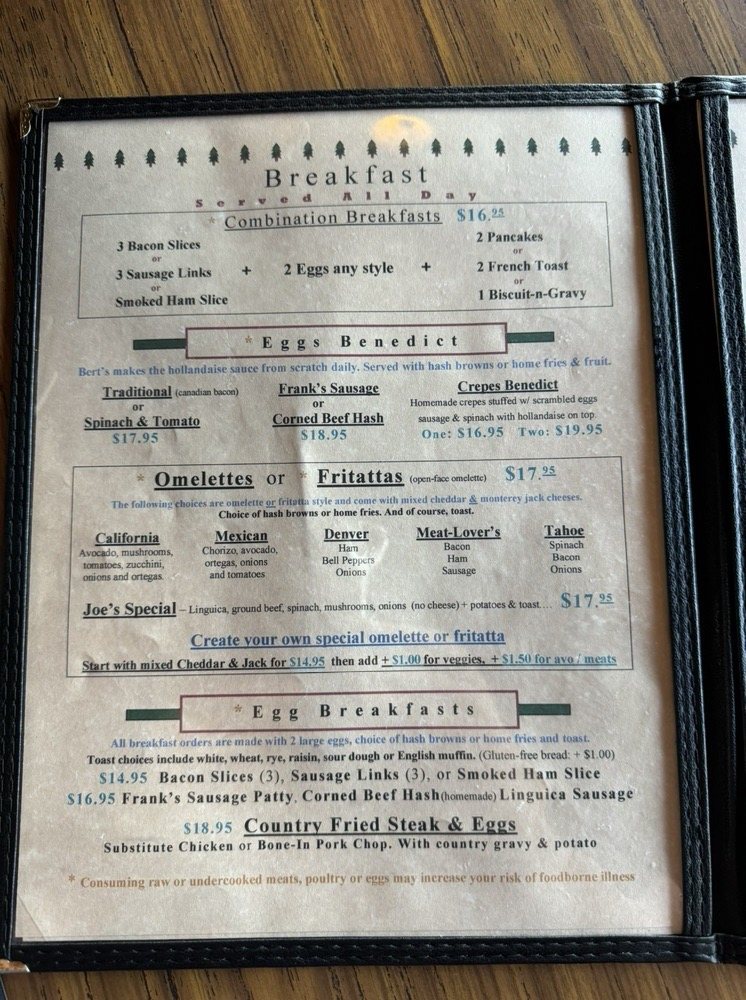 Breakfast
Served All Day
* Combination Breakfasts $16.95
3 Bacon Slices
or
3 Sausage Links
or
Smoked Ham Slice
+
2 Eggs any style
+
2 Pancakes
or
2 French Toast
or
1 Biscuit-n-Gravy
* Eggs Benedict
Bert's makes the hollandaise sauce from scratch daily. Served with hash browns or home fries & fruit.
Traditional (canadian bacon)
or
Spinach & Tomato
$17.95
Frank's Sausage
or
Corned Beef Hash
$18.95
Crepes Benedict
Homemade crepes stuffed w/ scrambled eggs
sausage & spinach with hollandaise on top.
One: $16.95 Two: $19.95
* Omelettes or * Fritattas (open-face omelette) $17.95
The following choices are omelette or fritatta style and come with mixed cheddar & monterey jack cheeses.
Choice of hash browns or home fries. And of course, toast.
California
Avocado, mushrooms,
tomatoes, zucchini,
onions and ortegas.
Mexican
Chorizo, avocado,
ortegas, onions
and tomatoes
Denver
Ham
Bell Peppers
Onions
Meat-Lover's
Bacon
Ham
Sausage
Tahoe
Spinach
Bacon
Onions
Joe's Special – Linguica, ground beef, spinach, mushrooms, onions (no cheese) + potatoes & toast.... $17.95
Create your own special omelette or fritatta
Start with mixed Cheddar & Jack for $14.95 then add + $1.00 for veggies, + $1.50 for avo / meats
* Egg Breakfasts
All breakfast orders are made with 2 large eggs, choice of hash browns or home fries and toast.
Toast choices include white, wheat, rye, raisin, sour dough or English muffin. (Gluten-free bread: + $1.00)
$14.95 Bacon Slices (3), Sausage Links (3), or Smoked Ham Slice
$16.95 Frank's Sausage Patty, Corned Beef Hash (homemade) Linguica Sausage
$18.95 Country Fried Steak & Eggs
Substitute Chicken or Bone-In Pork Chop. With country gravy & potato
* Consuming raw or undercooked meats, poultry or eggs may increase your risk of foodborne illness